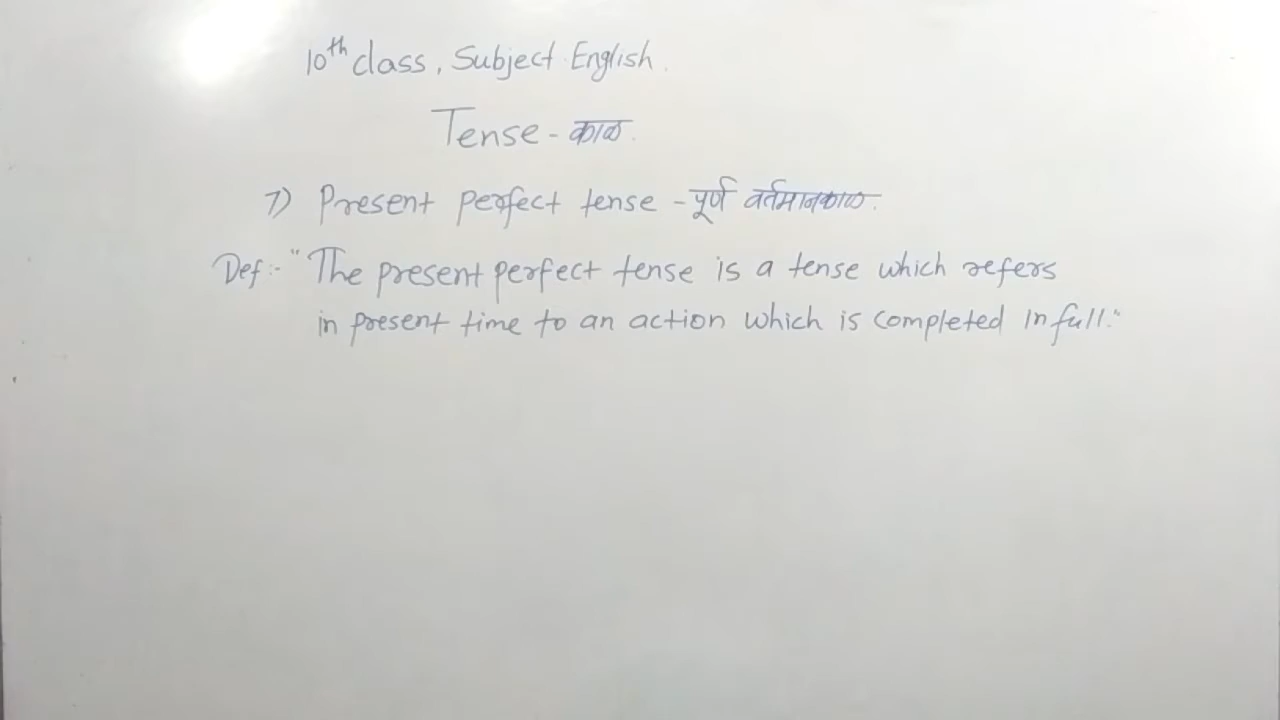 10th class, Subject English.
Tense - काळ.
7) Present perfect tense - पूर्ण वर्तमानकाळ.
Def :- "The present perfect tense is a tense which refers
in present time to an action which is completed in full."